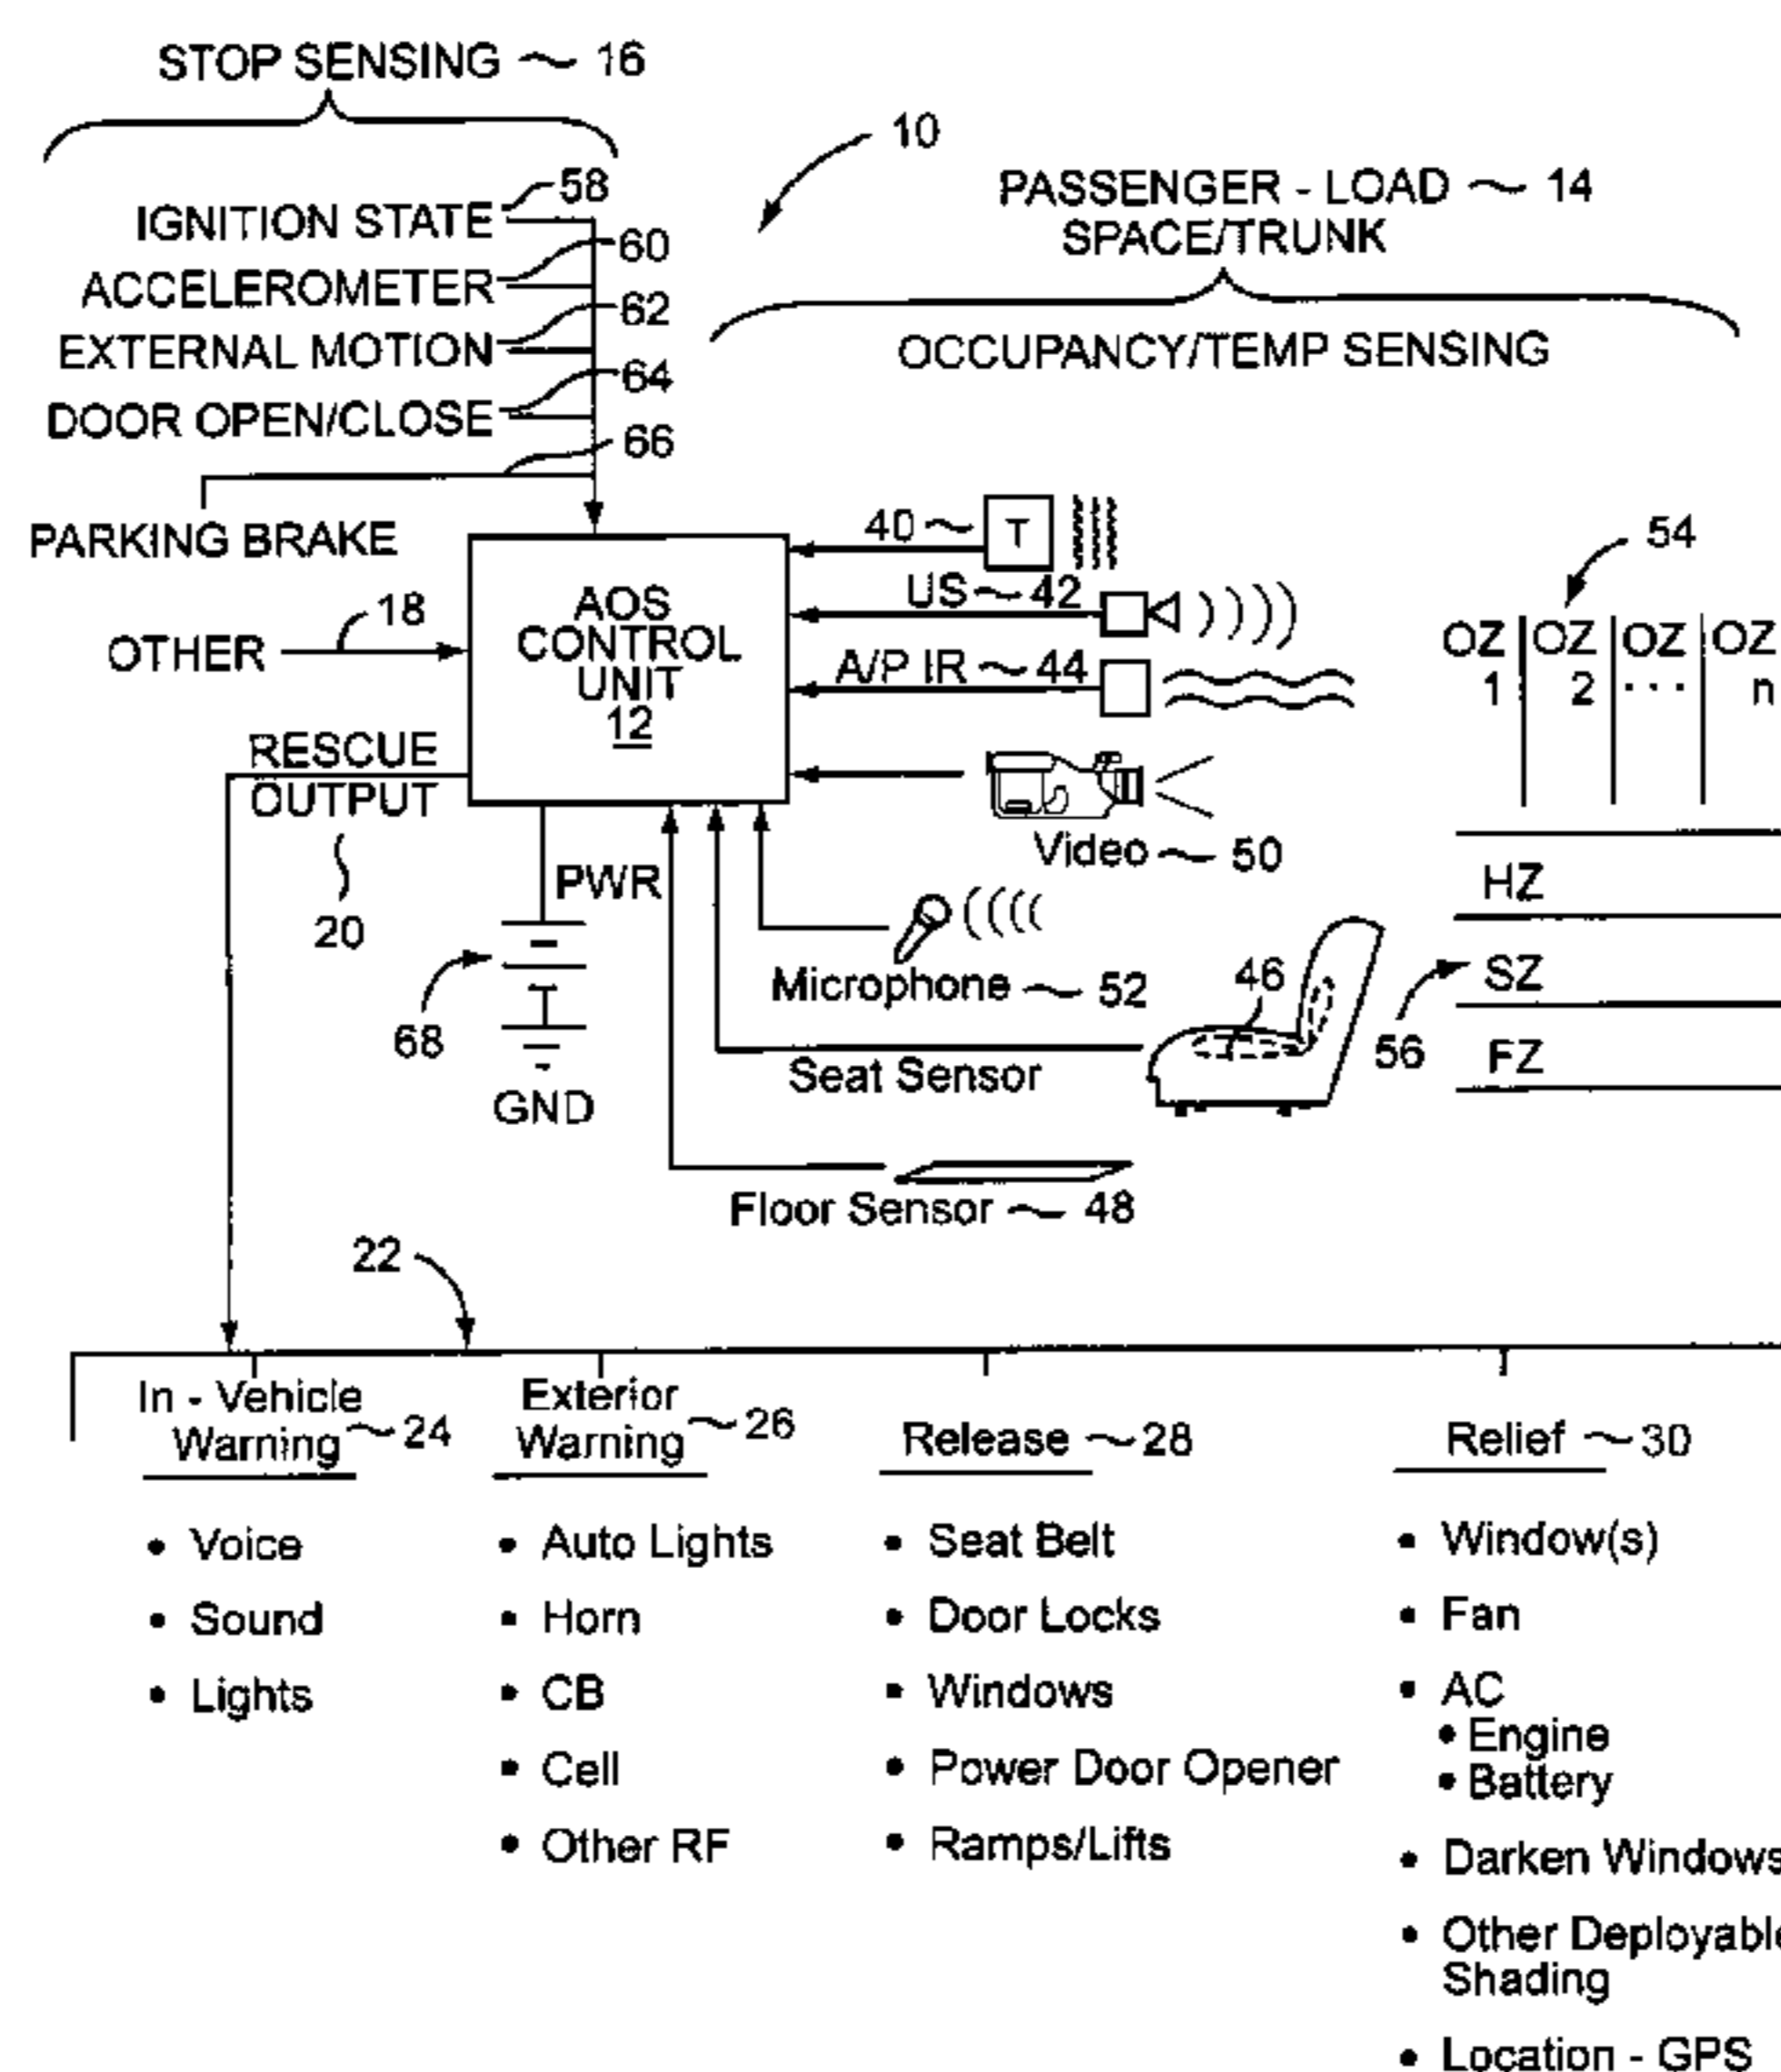 STOP SENSING ~ 16
10
IGNITION STATE 58
ACCELEROMETER 60
EXTERNAL MOTION 62
DOOR OPEN/CLOSE 64
66
PARKING BRAKE
PASSENGER - LOAD ~ 14
SPACE/TRUNK
OCCUPANCY/TEMP SENSING
OTHER 18
AOS
CONTROL
UNIT
12
40 ~ T
US ~ 42
A/P IR ~ 44
Video ~ 50
Microphone ~ 52
46
Seat Sensor
Floor Sensor ~ 48
54
OZ OZ OZ OZ
1 2 ... n
HZ
SZ
56
FZ
RESCUE
OUTPUT
20
PWR
68
GND
22
In - Vehicle
Warning ~ 24
• Voice
• Sound
• Lights
Exterior
Warning ~ 26
• Auto Lights
• Horn
• CB
• Cell
• Other RF
Release ~ 28
• Seat Belt
• Door Locks
• Windows
• Power Door Opener
• Ramps/Lifts
Relief ~ 30
• Window(s)
• Fan
• AC
• Engine
• Battery
• Darken Windows
• Other Deployable
Shading
• Location - GPS